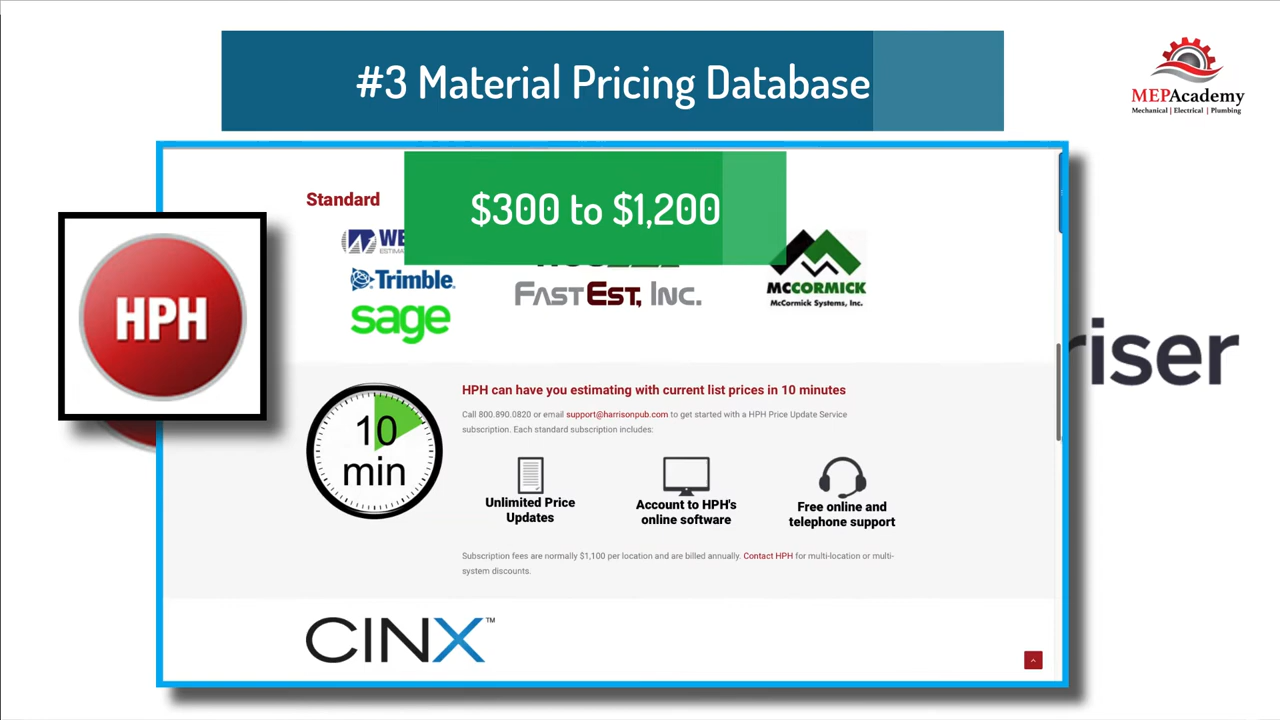 #3 Material Pricing Database
MEPAcademy
Mechanical | Electrical | Plumbing
Standard
$300 to $1,200
Trimble.
FASTEST, INC.
McCORMICK
McCormick Systems, Inc.
sage
HPH
riser
HPH can have you estimating with current list prices in 10 minutes
Call 800.890.0820 or email support@harrisonpub.com to get started with a HPH Price Update Service
subscription. Each standard subscription includes:
10
min
Unlimited Price
Updates
Account to HPH's
online software
Free online and
telephone support
Subscription fees are normally $1,100 per location and are billed annually. Contact HPH for multi-location or multi-
system discounts.
CINX™